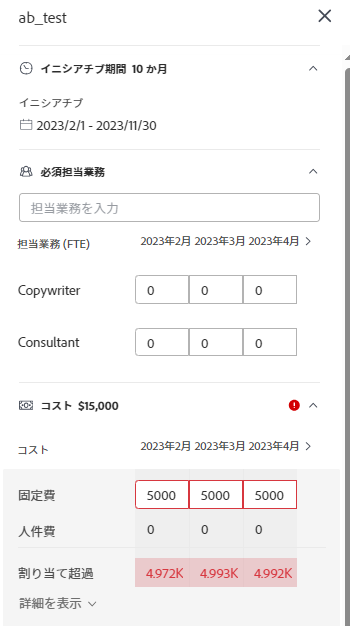 ab_test
イニシアチブ期間 10 か月
イニシアチブ
2023/2/1 - 2023/11/30
必須担当業務
担当業務を入力
担当業務 (FTE) 2023年2月 2023年3月 2023年4月
Copywriter 0 0 0
Consultant 0 0 0
コスト $15,000
コスト 2023年2月 2023年3月 2023年4月
固定費 5000 5000 5000
人件費 0 0 0
割り当て超過 4.972K 4.993K 4.992K
詳細を表示